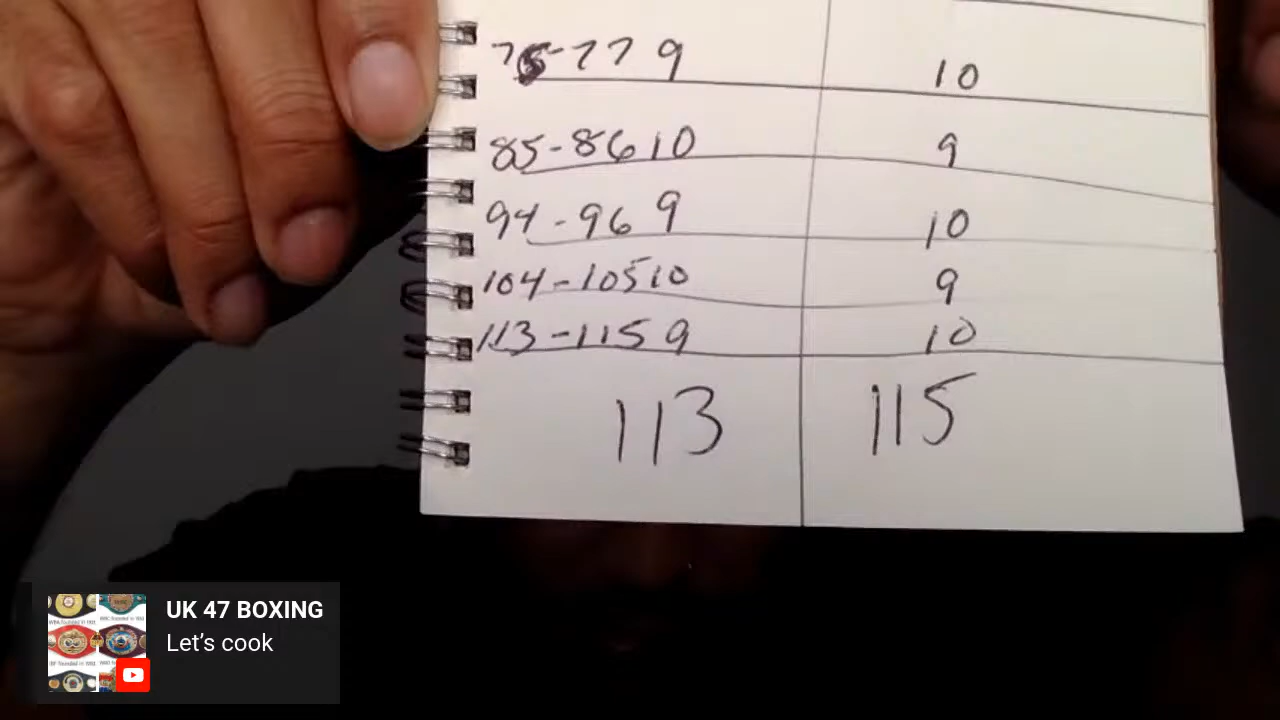 75-77 9 10
85-86 10 9
94-96 9 10
104-105 10 9
113-115 9 10
113 115
UK 47 BOXING
Let's cook